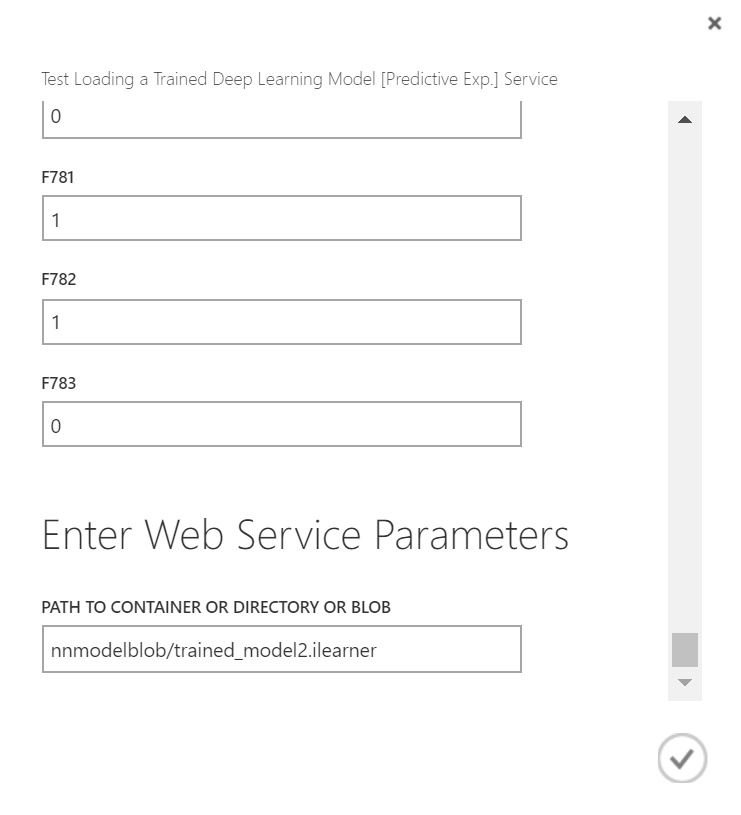 Test Loading a Trained Deep Learning Model [Predictive Exp.] Service
0
F781
1
F782
1
F783
0
Enter Web Service Parameters
PATH TO CONTAINER OR DIRECTORY OR BLOB
nnmodelblob/trained_model2.ilearner